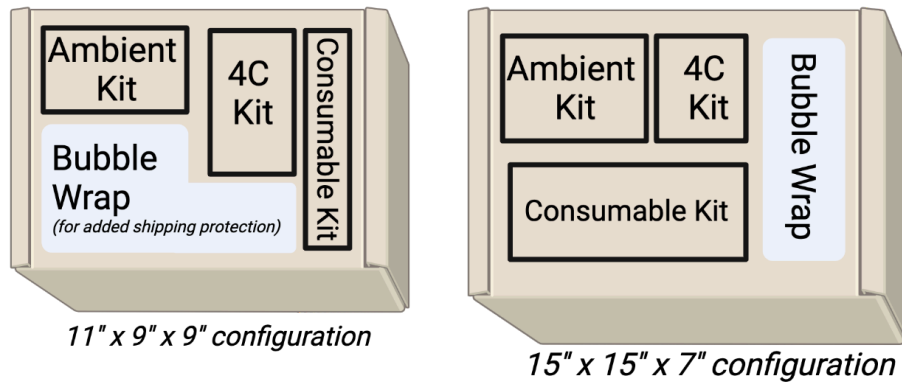 Ambient
Kit
4C
Kit
Consumable Kit
Bubble
Wrap
(for added shipping protection)
11" x 9" x 9" configuration
Ambient
Kit
4C
Kit
Bubble Wrap
Consumable Kit
15" x 15" x 7" configuration